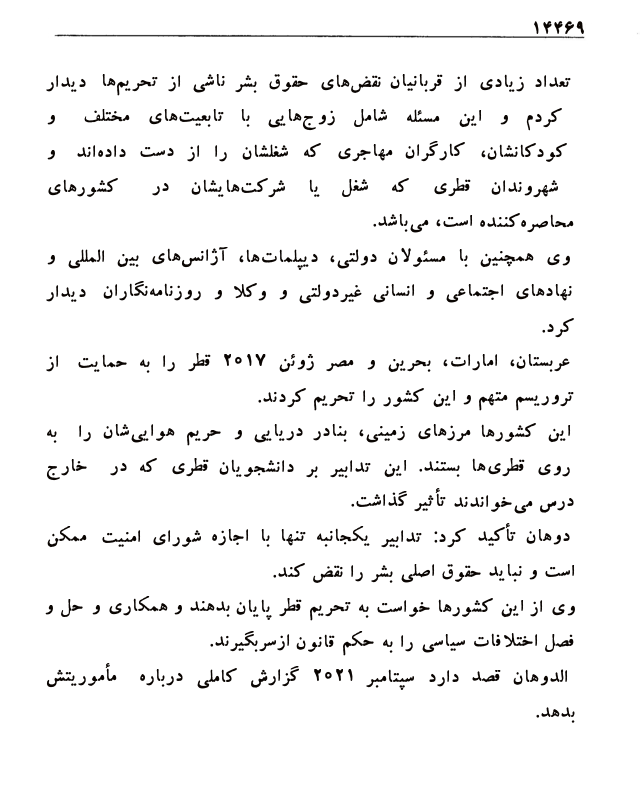 ۱۴۴۶۹
تعداد زیادی از قربانیان نقض‌های حقوق بشر ناشی از تحریم‌ها دیدار
کردم و این مسئله شامل زوج‌هایی با تابعیت‌های مختلف و
کودکانشان، کارگران مهاجری که شغلشان را از دست داده‌اند و
شهروندان قطری که شغل یا شرکت‌هایشان در کشورهای
محاصره‌کننده است، می‌باشد.
وی همچنین با مسئولان دولتی، دیپلمات‌ها، آژانس‌های بین المللی و
نهادهای اجتماعی و انسانی غیردولتی و وکلا و روزنامه‌نگاران دیدار
کرد.
عربستان، امارات، بحرین و مصر ژوئن ۲۰۱۷ قطر را به حمایت از
تروریسم متهم و این کشور را تحریم کردند.
این کشورها مرزهای زمینی، بنادر دریایی و حریم هوایی‌شان را به
روی قطری‌ها بستند. این تدابیر بر دانشجویان قطری که در خارج
درس می‌خواندند تأثیر گذاشت.
دوهان تأکید کرد: تدابیر یکجانبه تنها با اجازه شورای امنیت ممکن
است و نباید حقوق اصلی بشر را نقض کند.
وی از این کشورها خواست به تحریم قطر پایان بدهند و همکاری و حل و
فصل اختلافات سیاسی را به حکم قانون ازسربگیرند.
الدوهان قصد دارد سپتامبر ۲۰۲۱ گزارش کاملی درباره مأموریتش
بدهد.